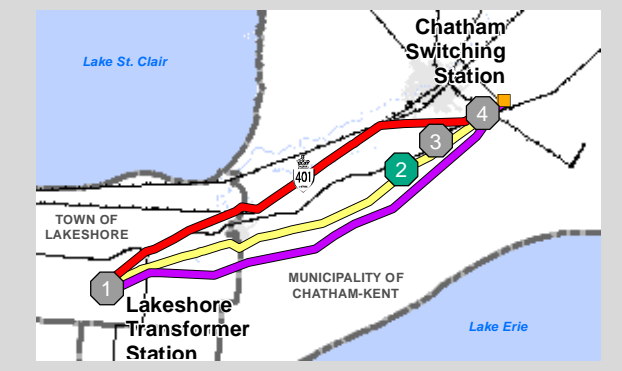 Chatham
Switching
Station
Lake St. Clair
4
3
2
401
TOWN OF
LAKESHORE
1
MUNICIPALITY OF
CHATHAM-KENT
Lakeshore
Transformer
Station
Lake Erie